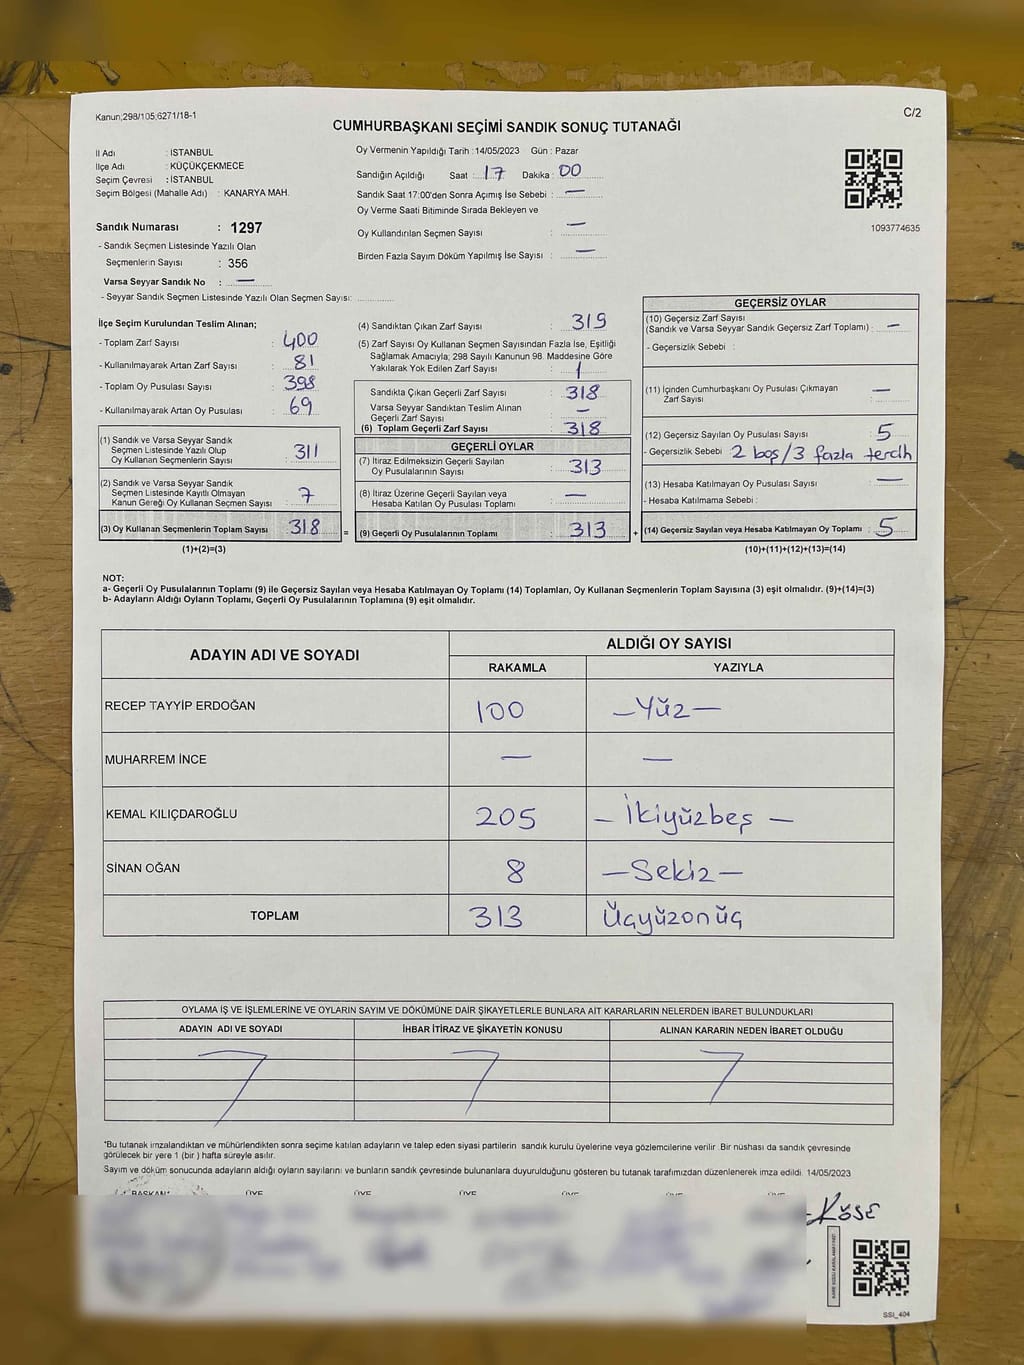 Kanun;298/105;6271/18-1
C/2
CUMHURBAŞKANI SEÇİMİ SANDIK SONUÇ TUTANAĞI
İl Adı : İSTANBUL
İlçe Adı : KÜÇÜKÇEKMECE
Seçim Çevresi : İSTANBUL
Seçim Bölgesi (Mahalle Adı) : KANARYA MAH.
Oy Vermenin Yapıldığı Tarih :14/05/2023 Gün : Pazar
Sandığın Açıldığı Saat : 17 Dakika : 00
Sandık Saat 17:00'den Sonra Açımış İse Sebebi : —
Oy Verme Saati Bitiminde Sırada Bekleyen ve
Oy Kullandırılan Seçmen Sayısı : —
Birden Fazla Sayım Döküm Yapılmış İse Sayısı : —
1093774635
Sandık Numarası : 1297
- Sandık Seçmen Listesinde Yazılı Olan
Seçmenlerin Sayısı : 356
Varsa Seyyar Sandık No : —
- Seyyar Sandık Seçmen Listesinde Yazılı Olan Seçmen Sayısı:
İlçe Seçim Kurulundan Teslim Alınan;
- Toplam Zarf Sayısı : 400
- Kullanılmayarak Artan Zarf Sayısı : 81
- Toplam Oy Pusulası Sayısı : 398
- Kullanılmayarak Artan Oy Pusulası : 69
(1) Sandık ve Varsa Seyyar Sandık
Seçmen Listesinde Yazılı Olup
Oy Kullanan Seçmenlerin Sayısı : 311
(2) Sandık ve Varsa Seyyar Sandık
Seçmen Listesinde Kayıtlı Olmayan
Kanun Gereği Oy Kullanan Seçmen Sayısı : 7
(3) Oy Kullanan Seçmenlerin Toplam Sayısı : 318
(1)+(2)=(3)
(4) Sandıktan Çıkan Zarf Sayısı : 319
(5) Zarf Sayısı Oy Kullanan Seçmen Sayısından Fazla İse, Eşitliği
Sağlamak Amacıyla; 298 Sayılı Kanunun 98. Maddesine Göre
Yakılarak Yok Edilen Zarf Sayısı : 1
Sandıkta Çıkan Geçerli Zarf Sayısı : 318
Varsa Seyyar Sandıktan Teslim Alınan
Geçerli Zarf Sayısı : —
(6) Toplam Geçerli Zarf Sayısı : 318
GEÇERLİ OYLAR
(7) İtiraz Edilmeksizin Geçerli Sayılan
Oy Pusulalarının Sayısı : 313
(8) İtiraz Üzerine Geçerli Sayılan veya
Hesaba Katılan Oy Pusulası Toplamı : —
= (9) Geçerli Oy Pusulalarının Toplamı : 313 +
GEÇERSİZ OYLAR
(10) Geçersiz Zarf Sayısı
(Sandık ve Varsa Seyyar Sandık Geçersiz Zarf Toplamı) : —
- Geçersizlik Sebebi :
(11) İçinden Cumhurbaşkanı Oy Pusulası Çıkmayan
Zarf Sayısı : —
(12) Geçersiz Sayılan Oy Pusulası Sayısı : 5
- Geçersizlik Sebebi 2 boş/3 fazla tercih
(13) Hesaba Katılmayan Oy Pusulası Sayısı : —
- Hesaba Katılmama Sebebi :
(14) Geçersiz Sayılan veya Hesaba Katılmayan Oy Toplamı : 5
(10)+(11)+(12)+(13)=(14)
NOT:
a- Geçerli Oy Pusulalarının Toplamı (9) ile Geçersiz Sayılan veya Hesaba Katılmayan Oy Toplamı (14) Toplamları, Oy Kullanan Seçmenlerin Toplam Sayısına (3) eşit olmalıdır. (9)+(14)=(3)
b- Adayların Aldığı Oyların Toplamı, Geçerli Oy Pusulalarının Toplamına (9) eşit olmalıdır.
ADAYIN ADI VE SOYADI
ALDIĞI OY SAYISI
RAKAMLA YAZIYLA
RECEP TAYYİP ERDOĞAN 100 —Yüz—
MUHARREM İNCE — —
KEMAL KILIÇDAROĞLU 205 — İkiyüzbeş —
SİNAN OĞAN 8 —Sekiz—
TOPLAM 313 Üçyüzonüç
OYLAMA İŞ VE İŞLEMLERİNE VE OYLARIN SAYIM VE DÖKÜMÜNE DAİR ŞİKAYETLERLE BUNLARA AİT KARARLARIN NELERDEN İBARET BULUNDUKLARI
ADAYIN ADI VE SOYADI İHBAR İTİRAZ VE ŞİKAYETİN KONUSU ALINAN KARARIN NEDEN İBARET OLDUĞU
*Bu tutanak imzalandıktan ve mühürlendikten sonra seçime katılan adayların ve talep eden siyasi partilerin sandık kurulu üyelerine veya gözlemcilerine verilir. Bir nüshası da sandık çevresinde
görülecek bir yere 1 (bir ) hafta süreyle asılır.
Sayım ve döküm sonucunda adayların aldığı oyların sayılarını ve bunların sandık çevresinde bulunanlara duyurulduğunu gösteren bu tutanak tarafımızdan düzenlenerek imza edildi. 14/05/2023
BAŞKAN ÜYE ÜYE ÜYE ÜYE ÜYE ÜYE
KÖSE
SSI_404